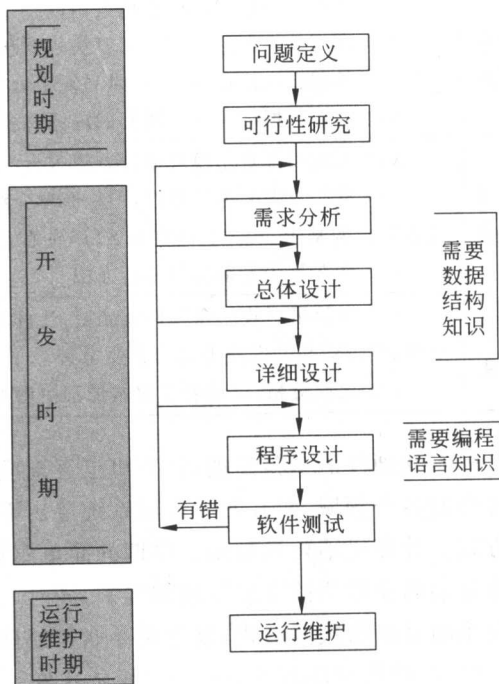 规划时期
问题定义
可行性研究
开发时期
需求分析
总体设计
详细设计
程序设计
有错
软件测试
需要
数据
结构
知识
需要编程
语言知识
运行
维护
时期
运行维护